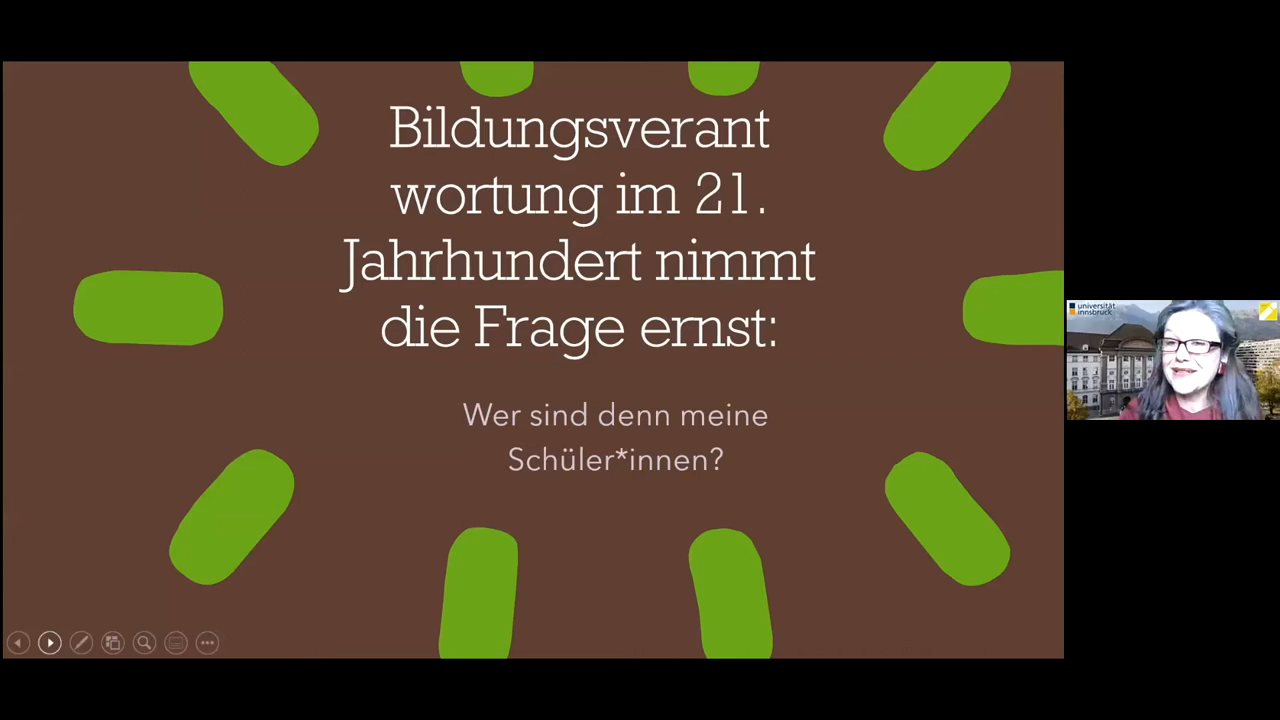 Bildungsverant
wortung im 21.
Jahrhundert nimmt
die Frage ernst:
Wer sind denn meine
Schüler*innen?
universität
innsbruck